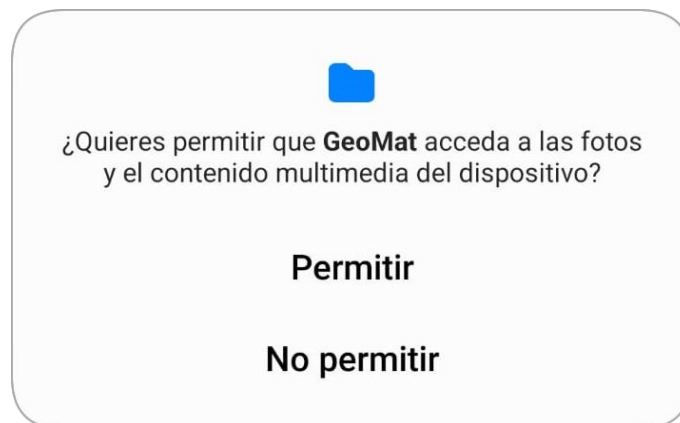 ¿Quieres permitir que GeoMat acceda a las fotos
y el contenido multimedia del dispositivo?
Permitir
No permitir